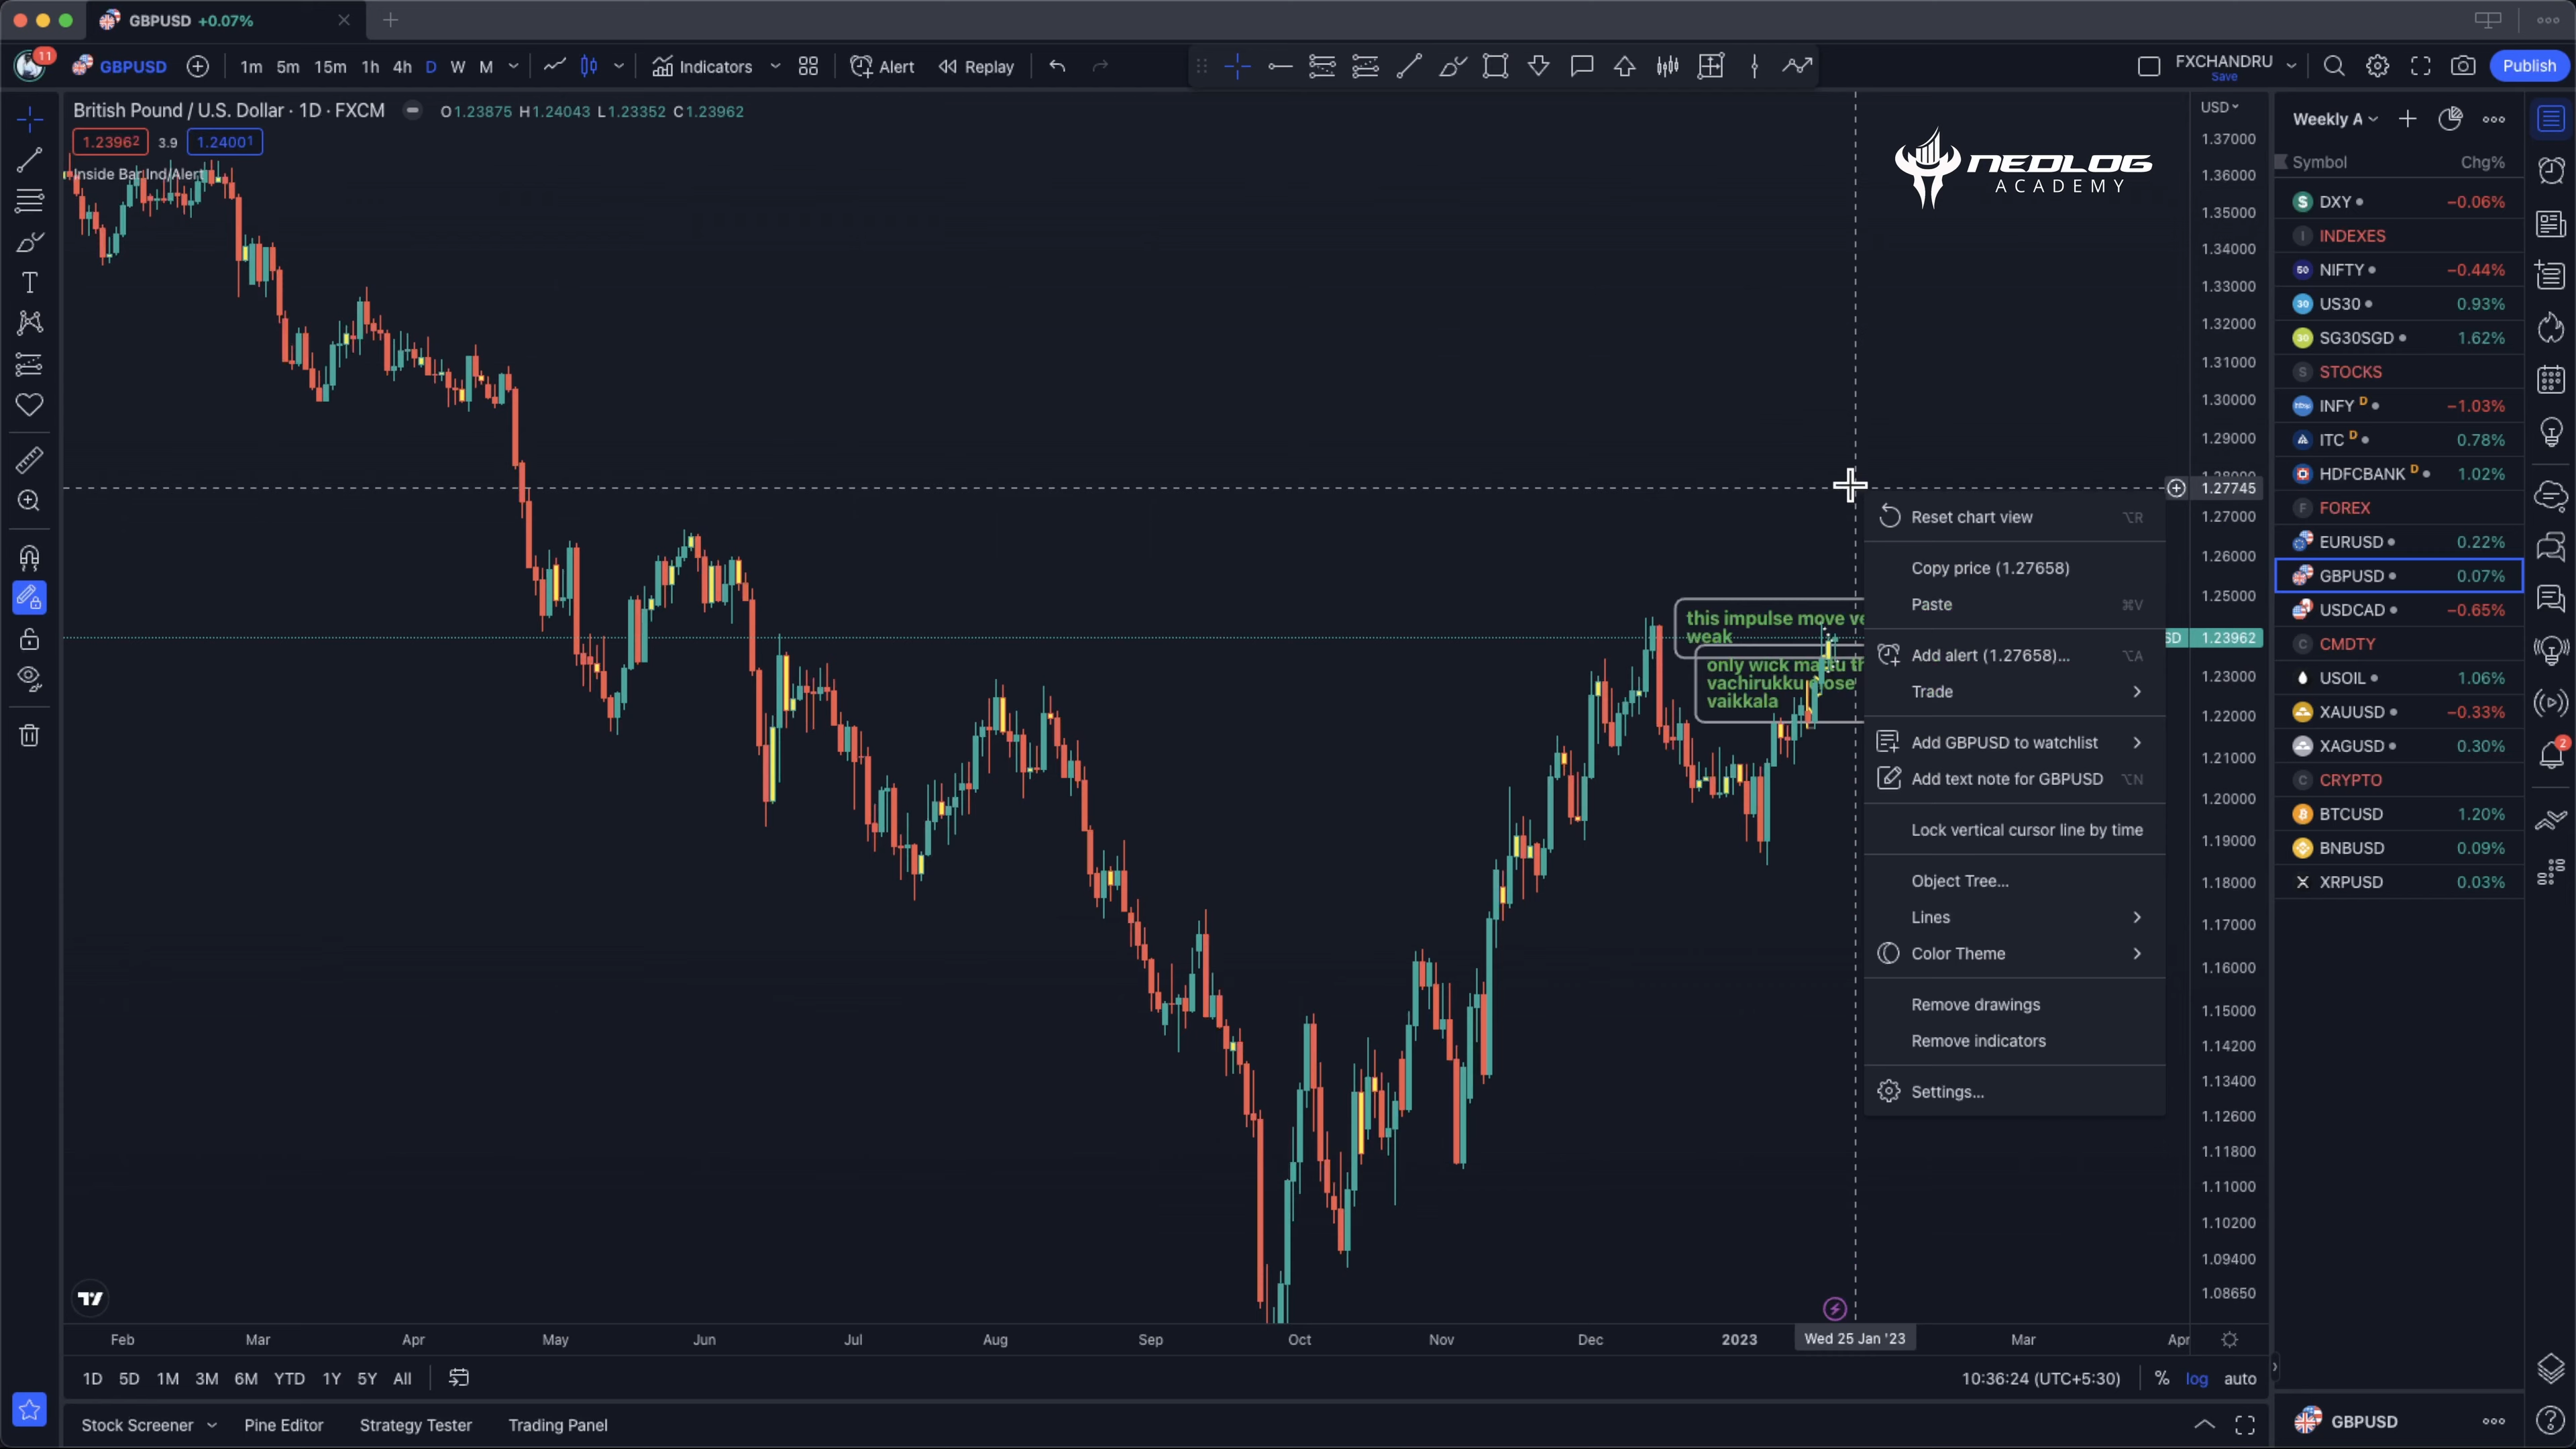 GBPUSD +0.07%
11
GBPUSD 1m 5m 15m 1h 4h D W M Indicators Alert Replay FXCHANDRU Save Publish
British Pound / U.S. Dollar · 1D · FXCM O1.23875 H1.24043 L1.23352 C1.23962
1.23962 3.9 1.24001
Inside Bar Ind/Alert
NEOLOG
ACADEMY
this impulse move
weak
only wick
vachirukku close
vaikkala
Reset chart view ⌥R
Copy price (1.27658)
Paste ⌘V
Add alert (1.27658)... ⌥A
Trade
Add GBPUSD to watchlist
Add text note for GBPUSD ⌥N
Lock vertical cursor line by time
Object Tree...
Lines
Color Theme
Remove drawings
Remove indicators
Settings...
USD
1.37000
1.36000
1.35000
1.34000
1.33000
1.32000
1.31000
1.30000
1.29000
1.28000
1.27745
1.27000
1.26000
1.25000
1.23962
1.23000
1.22000
1.21000
1.20000
1.19000
1.18000
1.17000
1.16000
1.15000
1.14200
1.13400
1.12600
1.11800
1.11000
1.10200
1.09400
1.08650
Feb Mar Apr May Jun Jul Aug Sep Oct Nov Dec 2023 Wed 25 Jan '23 Mar Apr
1D 5D 1M 3M 6M YTD 1Y 5Y All 10:36:24 (UTC+5:30) % log auto
Stock Screener Pine Editor Strategy Tester Trading Panel
Weekly A
Symbol Chg%
DXY −0.06%
INDEXES
NIFTY −0.44%
US30 0.93%
SG30SGD 1.62%
STOCKS
INFY D −1.03%
ITC D 0.78%
HDFCBANK D 1.02%
FOREX
EURUSD 0.22%
GBPUSD 0.07%
USDCAD −0.65%
CMDTY
USOIL 1.06%
XAUUSD −0.33%
XAGUSD 0.30%
CRYPTO
BTCUSD 1.20%
BNBUSD 0.09%
XRPUSD 0.03%
2
GBPUSD